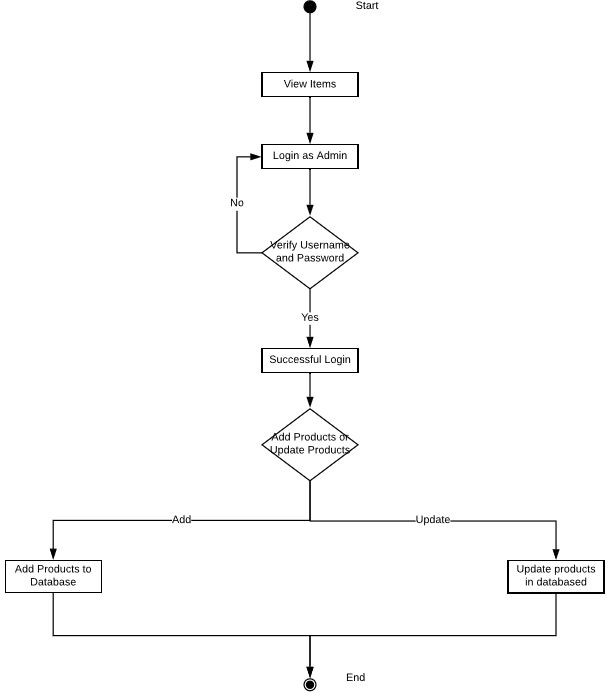 Start
View Items
Login as Admin
No
Verify Username
and Password
Yes
Successful Login
Add Products or
Update Products
Add
Update
Add Products to
Database
Update products
in databased
End